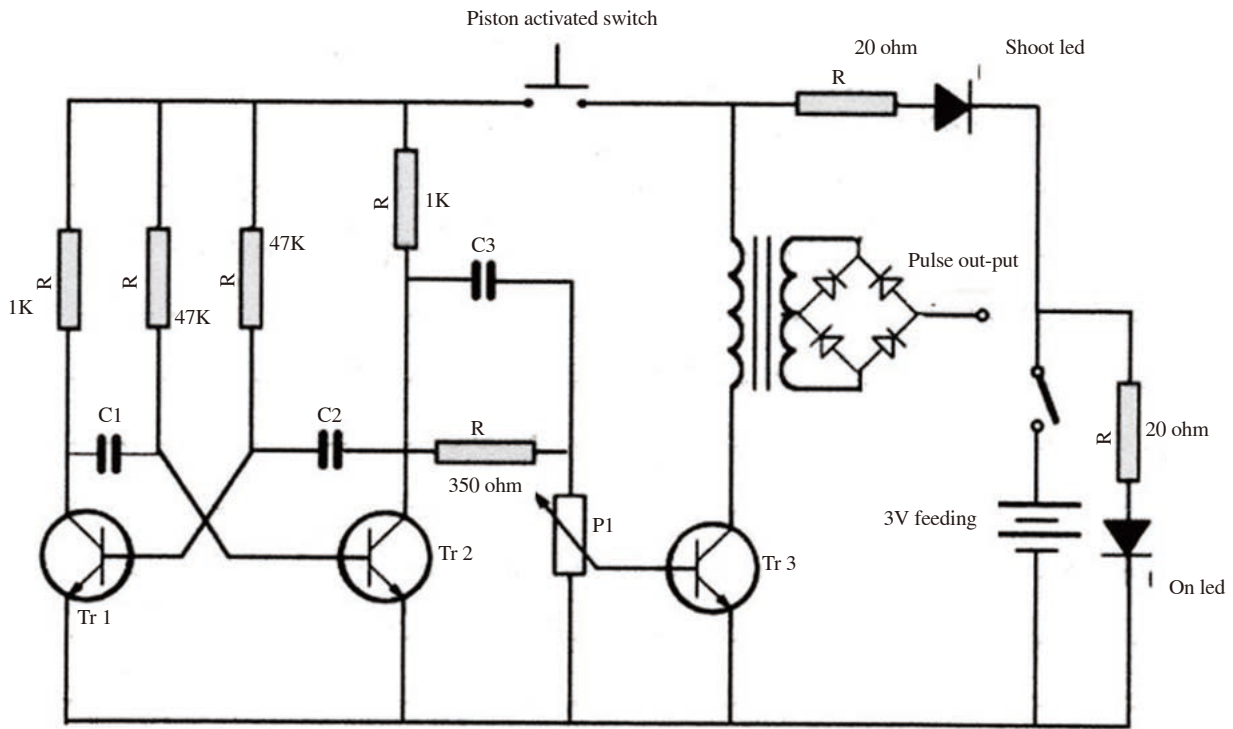 Piston activated switch
20 ohm
Shoot led
R
R
1K
47K
C3
R
R
R
Pulse out-put
1K
47K
C1
C2
R
20 ohm
R
350 ohm
P1
3V feeding
Tr 2
Tr 3
On led
Tr 1